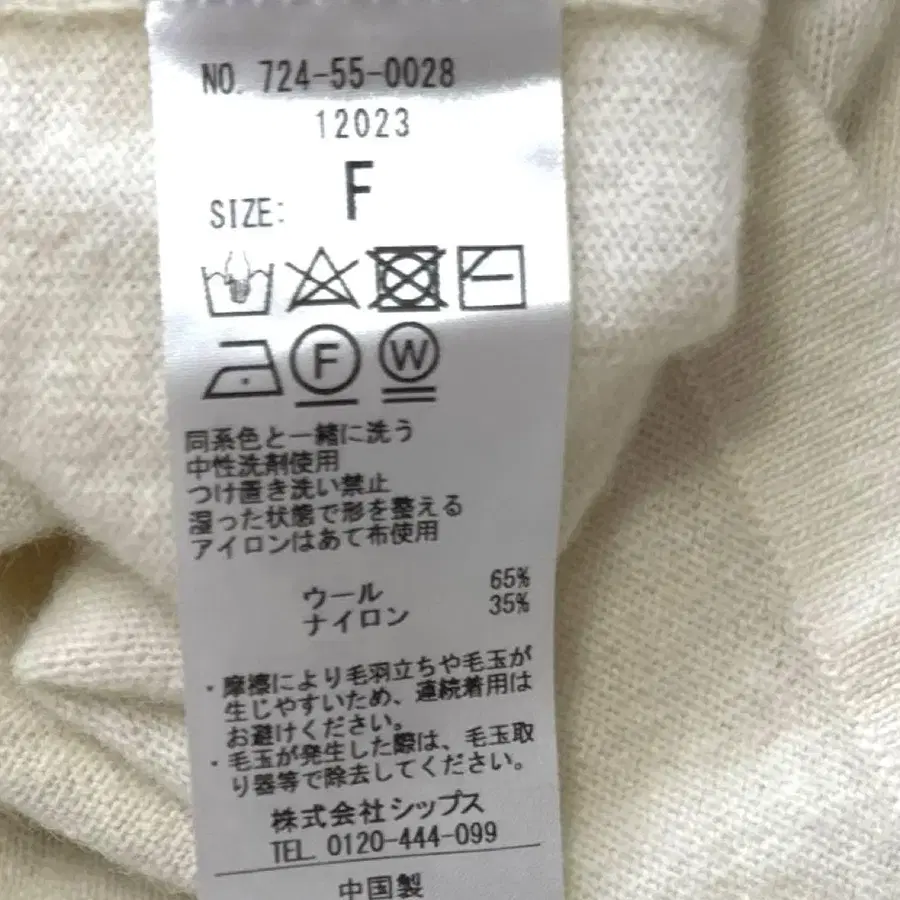 NO. 724-55-0028
12023
SIZE: F
F W
同系色と一緒に洗う
中性洗剤使用
つけ置き洗い禁止
湿った状態で形を整える
アイロンはあて布使用
ウール 65%
ナイロン 35%
・摩擦により毛羽立ちや毛玉が
生じやすいため、連続着用は
お避けください。
・毛玉が発生した際は、毛玉取
り器等で除去してください。
株式会社シップス
TEL. 0120-444-099
中国製